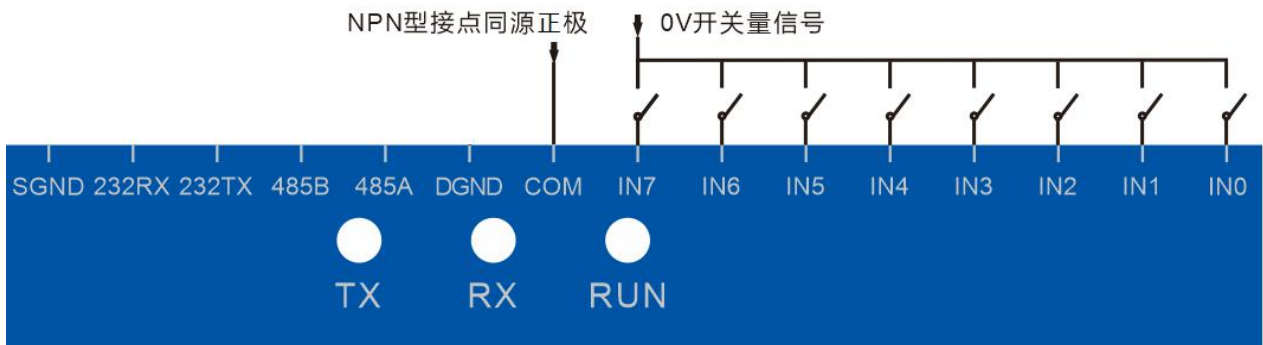 NPN型接点同源正极 0V开关量信号
SGND 232RX 232TX 485B 485A DGND COM IN7 IN6 IN5 IN4 IN3 IN2 IN1 IN0
TX RX RUN